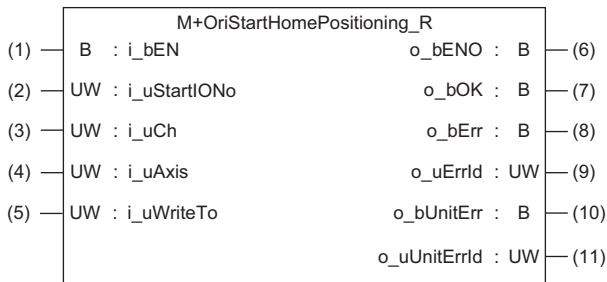 M+OriStartHomePositioning_R
(1) B : i_bEN o_bENO : B (6)
(2) UW : i_uStartIONo o_bOK : B (7)
(3) UW : i_uCh o_bErr : B (8)
(4) UW : i_uAxis o_uErrId : UW (9)
(5) UW : i_uWriteTo o_bUnitErr : B (10)
o_uUnitErrId : UW (11)